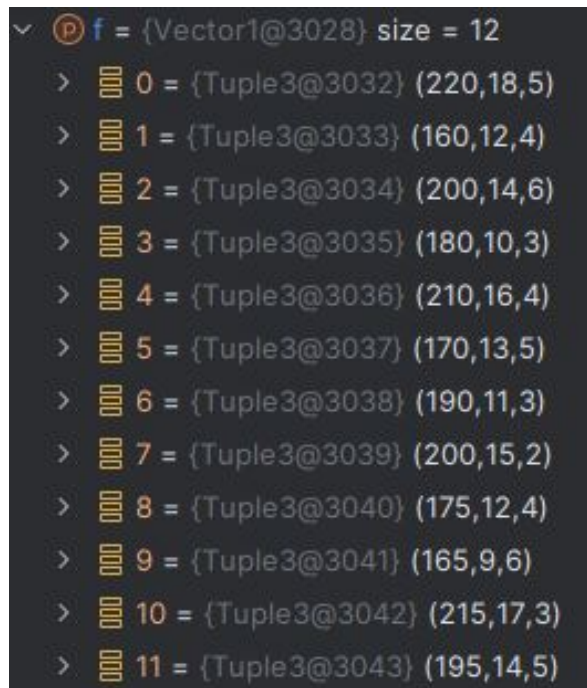 P f = {Vector1@3028} size = 12
0 = {Tuple3@3032} (220,18,5)
1 = {Tuple3@3033} (160,12,4)
2 = {Tuple3@3034} (200,14,6)
3 = {Tuple3@3035} (180,10,3)
4 = {Tuple3@3036} (210,16,4)
5 = {Tuple3@3037} (170,13,5)
6 = {Tuple3@3038} (190,11,3)
7 = {Tuple3@3039} (200,15,2)
8 = {Tuple3@3040} (175,12,4)
9 = {Tuple3@3041} (165,9,6)
10 = {Tuple3@3042} (215,17,3)
11 = {Tuple3@3043} (195,14,5)